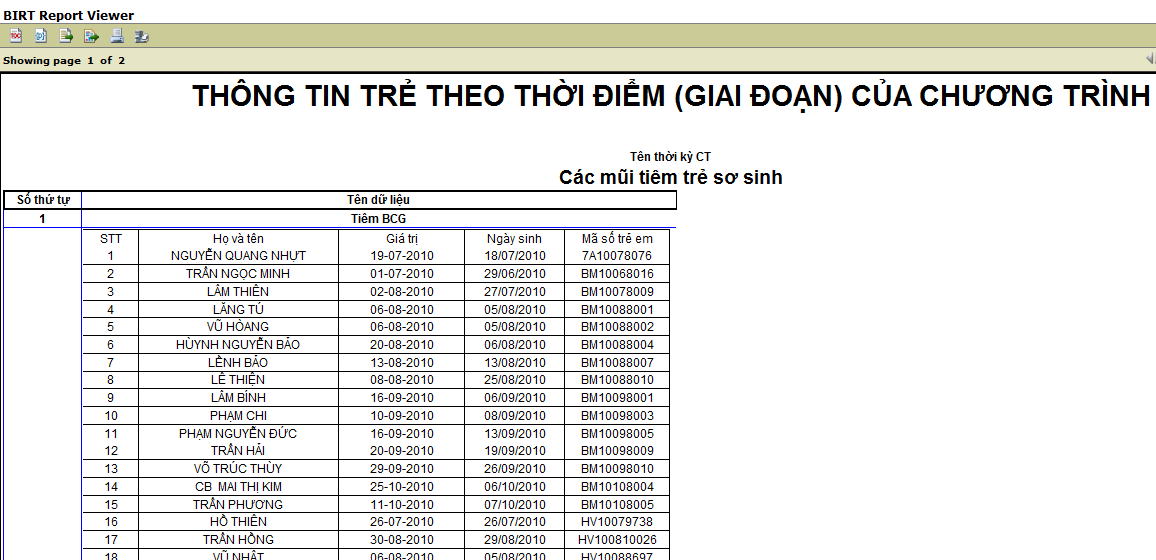 BIRT Report Viewer
Showing page 1 of 2
THÔNG TIN TRẺ THEO THỜI ĐIỂM (GIAI ĐOẠN) CỦA CHƯƠNG TRÌNH
Tên thời kỳ CT
Các mũi tiêm trẻ sơ sinh
Số thứ tự Tên dữ liệu
1 Tiêm BCG
STT Họ và tên Giá trị Ngày sinh Mã số trẻ em
1 NGUYỄN QUANG NHỰT 19-07-2010 18/07/2010 7A10078076
2 TRẦN NGỌC MINH 01-07-2010 29/06/2010 BM10068016
3 LÂM THIÊN 02-08-2010 27/07/2010 BM10078009
4 LĂNG TÚ 06-08-2010 05/08/2010 BM10088001
5 VŨ HÒANG 06-08-2010 05/08/2010 BM10088002
6 HÙYNH NGUYỄN BẢO 20-08-2010 06/08/2010 BM10088004
7 LỀNH BẢO 13-08-2010 13/08/2010 BM10088007
8 LÊ THIỆN 08-08-2010 25/08/2010 BM10088010
9 LÂM BÍNH 16-09-2010 06/09/2010 BM10098001
10 PHẠM CHI 10-09-2010 08/09/2010 BM10098003
11 PHẠM NGUYỄN ĐỨC 16-09-2010 13/09/2010 BM10098005
12 TRẦN HẢI 20-09-2010 19/09/2010 BM10098009
13 VÕ TRÚC THÙY 29-09-2010 26/09/2010 BM10098010
14 CB MAI THỊ KIM 25-10-2010 06/10/2010 BM10108004
15 TRẦN PHƯƠNG 11-10-2010 07/10/2010 BM10108005
16 HỒ THIÊN 26-07-2010 26/07/2010 HV10079738
17 TRẦN HỒNG 30-08-2010 29/08/2010 HV100810026
18 VŨ NHẬT 06-08-2010 05/08/2010 HV10088697